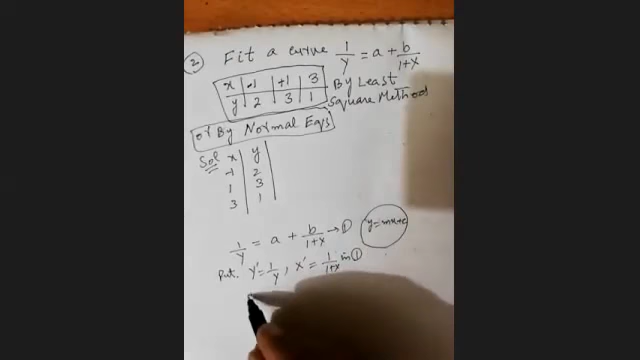 2. Fit a curve 1/Y = a + b/1+X
x | -1 | +1 | 3
y | 2 | 3 | 1
By Least
Square Method
or By Normal Eqs
Sol x | y
-1 | 2
1 | 3
3 | 1
1/Y = a + b/1+X → ①
y = mx+c
Put. Y' = 1/Y, X' = 1/1+X in ①